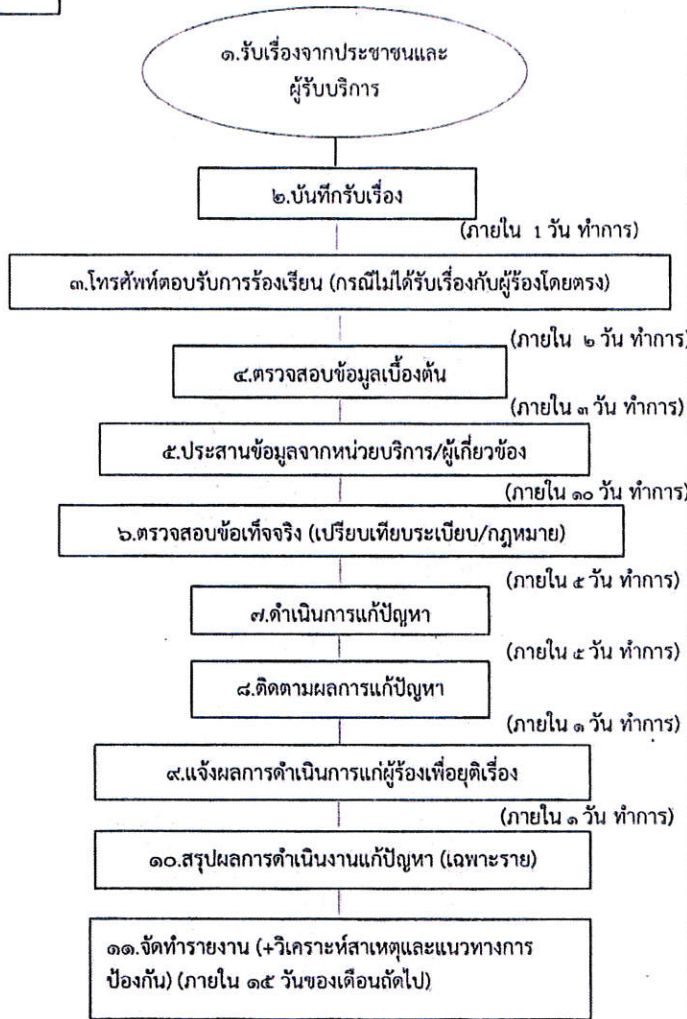 ๑.รับเรื่องจากประชาชนและ
ผู้รับบริการ
๒.บันทึกรับเรื่อง
(ภายใน 1 วัน ทำการ)
๓.โทรศัพท์ตอบรับการร้องเรียน (กรณีไม่ได้รับเรื่องกับผู้ร้องโดยตรง)
(ภายใน ๒ วัน ทำการ)
๔.ตรวจสอบข้อมูลเบื้องต้น
(ภายใน ๓ วัน ทำการ)
๕.ประสานข้อมูลจากหน่วยบริการ/ผู้เกี่ยวข้อง
(ภายใน ๑๐ วัน ทำการ)
๖.ตรวจสอบข้อเท็จจริง (เปรียบเทียบระเบียบ/กฎหมาย)
(ภายใน ๕ วัน ทำการ)
๗.ดำเนินการแก้ปัญหา
(ภายใน ๕ วัน ทำการ)
๘.ติดตามผลการแก้ปัญหา
(ภายใน ๑ วัน ทำการ)
๙.แจ้งผลการดำเนินการแก่ผู้ร้องเพื่อยุติเรื่อง
(ภายใน ๑ วัน ทำการ)
๑๐.สรุปผลการดำเนินงานแก้ปัญหา (เฉพาะราย)
๑๑.จัดทำรายงาน (+วิเคราะห์สาเหตุและแนวทางการ
ป้องกัน) (ภายใน ๑๕ วันของเดือนถัดไป)